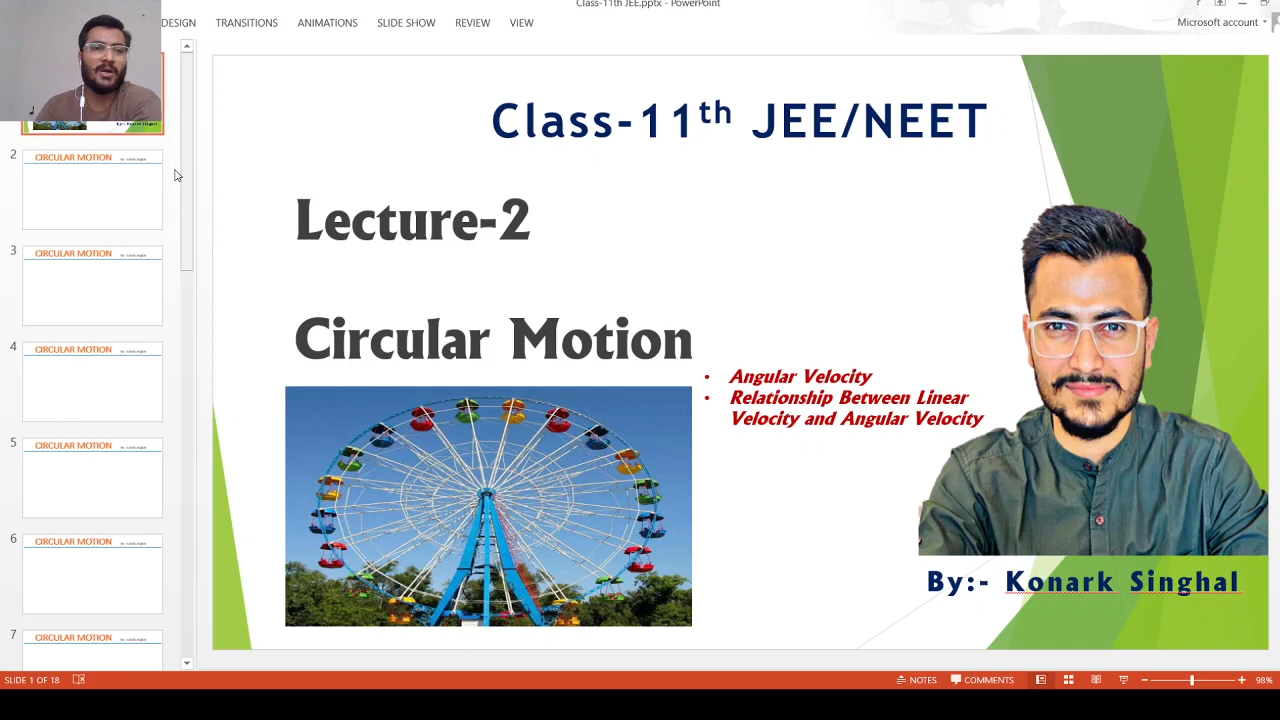 Class-11th JEE.pptx - PowerPoint
DESIGN TRANSITIONS ANIMATIONS SLIDE SHOW REVIEW VIEW
Microsoft account
2 CIRCULAR MOTION
3 CIRCULAR MOTION
4 CIRCULAR MOTION
5 CIRCULAR MOTION
6 CIRCULAR MOTION
7 CIRCULAR MOTION
Class-11th JEE/NEET
Lecture-2
Circular Motion
• Angular Velocity
• Relationship Between Linear
Velocity and Angular Velocity
By:- Konark Singhal
SLIDE 1 OF 18
NOTES COMMENTS 98%